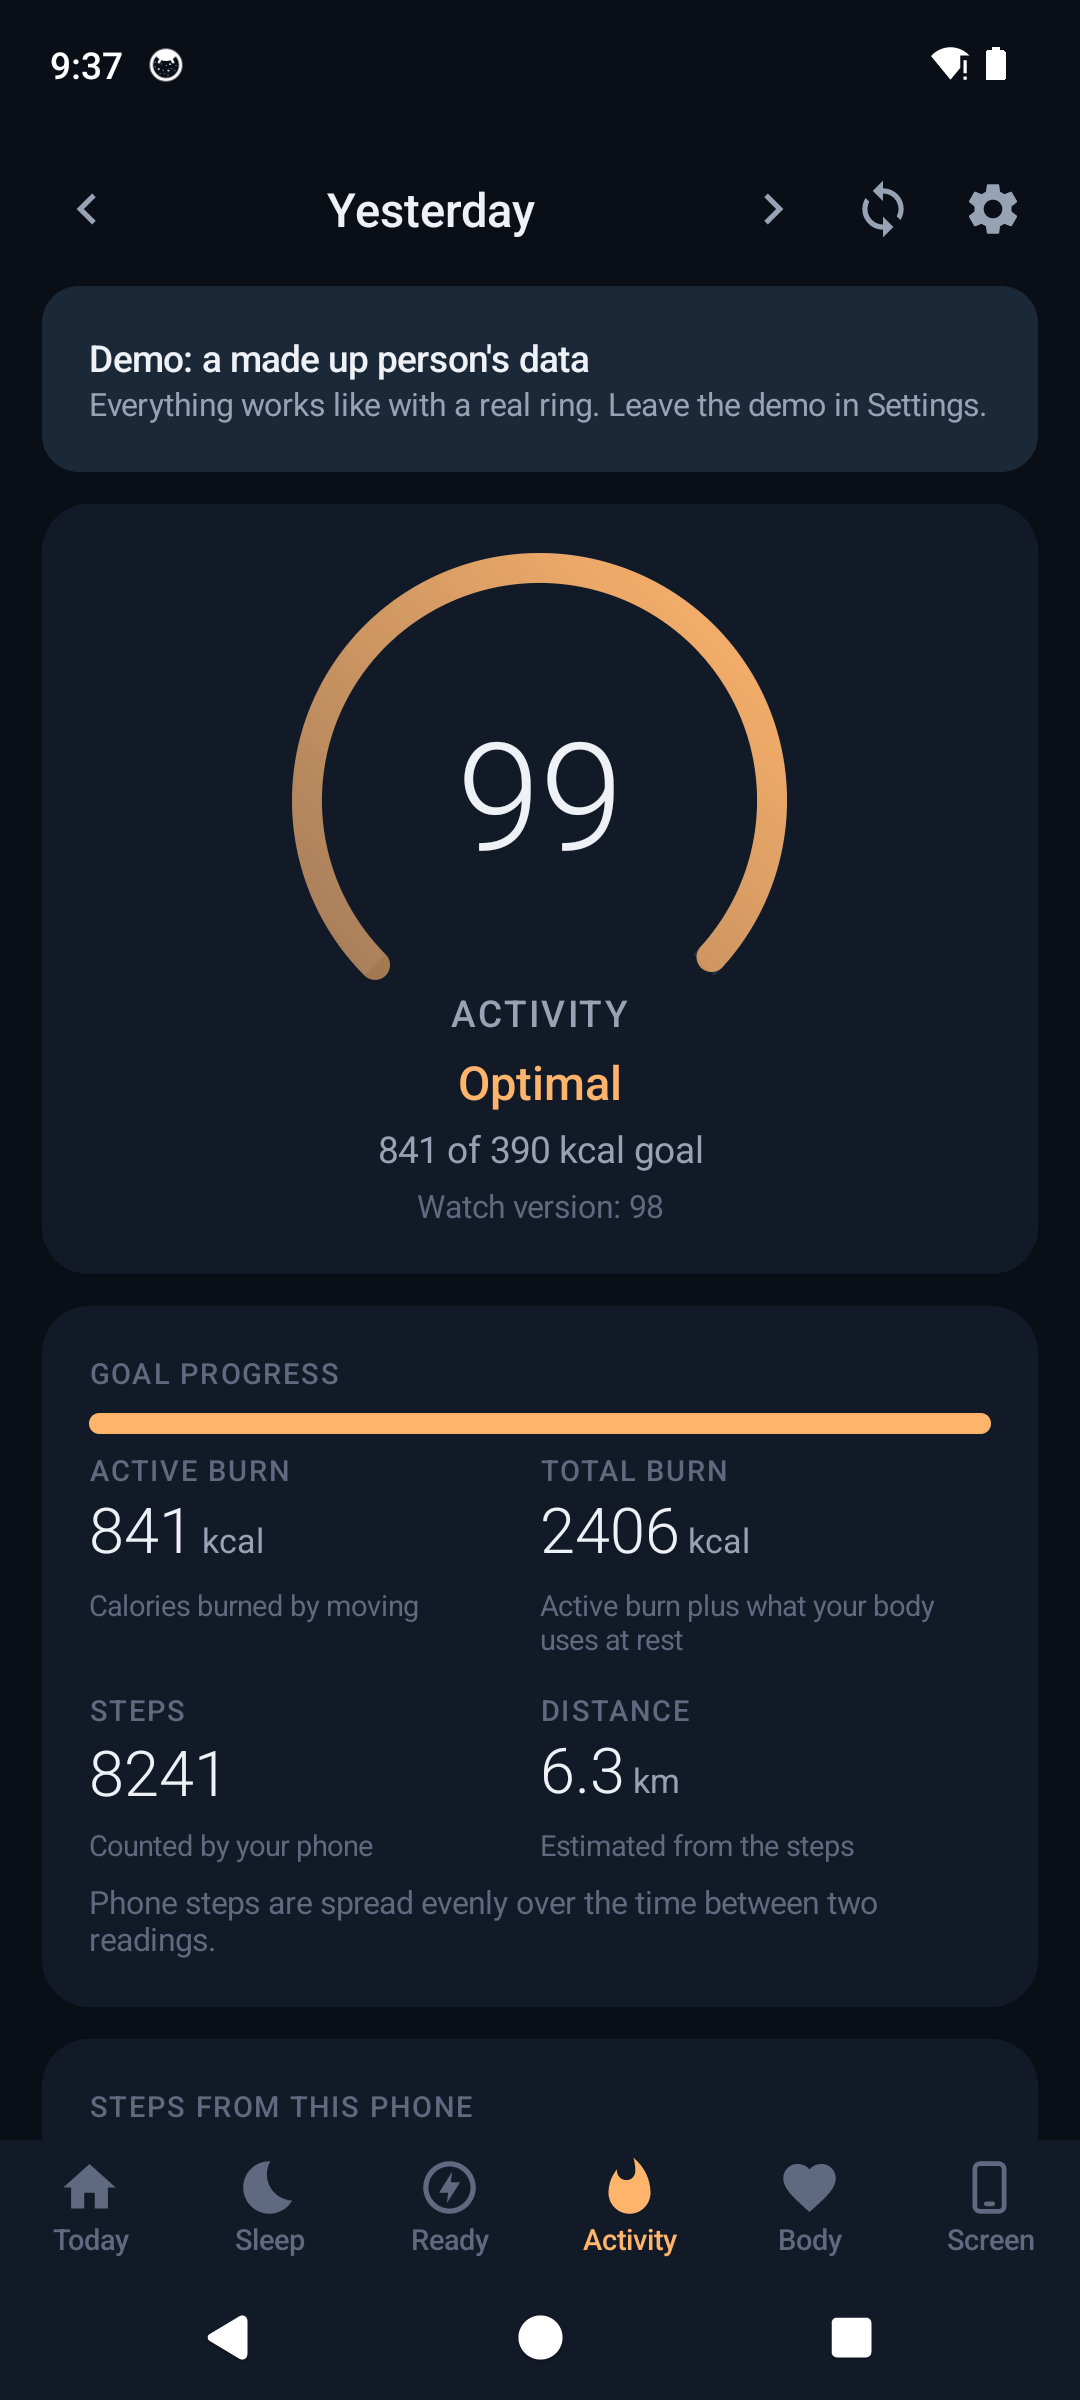 9:37
Yesterday
Demo: a made up person's data
Everything works like with a real ring. Leave the demo in Settings.
99
ACTIVITY
Optimal
841 of 390 kcal goal
Watch version: 98
GOAL PROGRESS
ACTIVE BURN
841 kcal
Calories burned by moving
TOTAL BURN
2406 kcal
Active burn plus what your body
uses at rest
STEPS
8241
Counted by your phone
DISTANCE
6.3 km
Estimated from the steps
Phone steps are spread evenly over the time between two
readings.
STEPS FROM THIS PHONE
Today
Sleep
Ready
Activity
Body
Screen